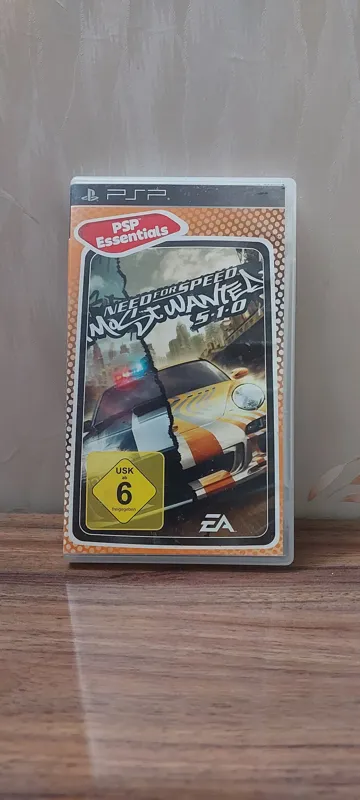 PSP
PSP
Essentials
NEED FOR SPEED
MOST WANTED
5-1-0
USK
ab
6
freigegeben
EA